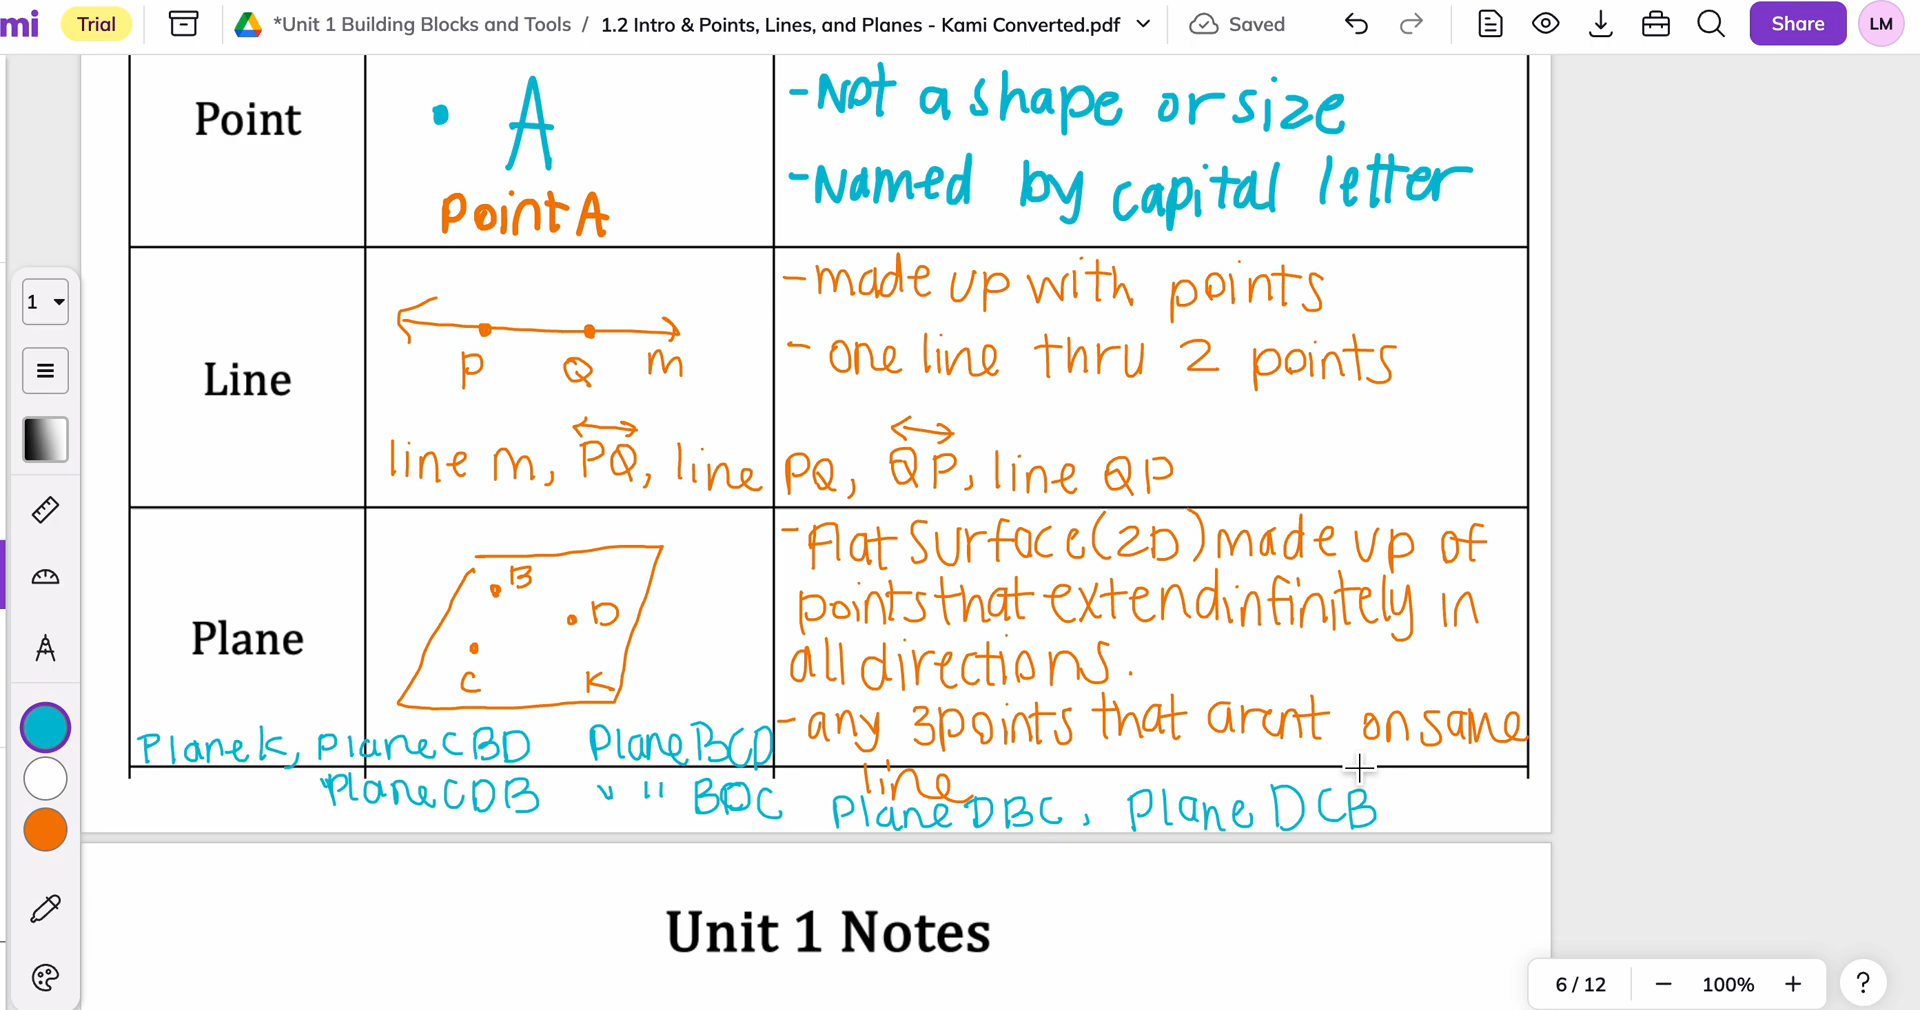 mi Trial *Unit 1 Building Blocks and Tools / 1.2 Intro & Points, Lines, and Planes - Kami Converted.pdf Saved Share LM
Point
A
Point A
-Not a shape or size
-Named by capital letter
Line
P Q m
-made up with points
- one line thru 2 points
line m, PQ, line PQ, QP, line QP
Plane
B
D
C K
-Flat surface (2D) made up of
points that extend infinitely in
all directions.
-any 3 points that arent on same
line
Plane K, Plane CBD Plane BCD
Plane CDB " " BDC Plane DBC, Plane DCB
Unit 1 Notes
1
6 / 12 − 100% + ?